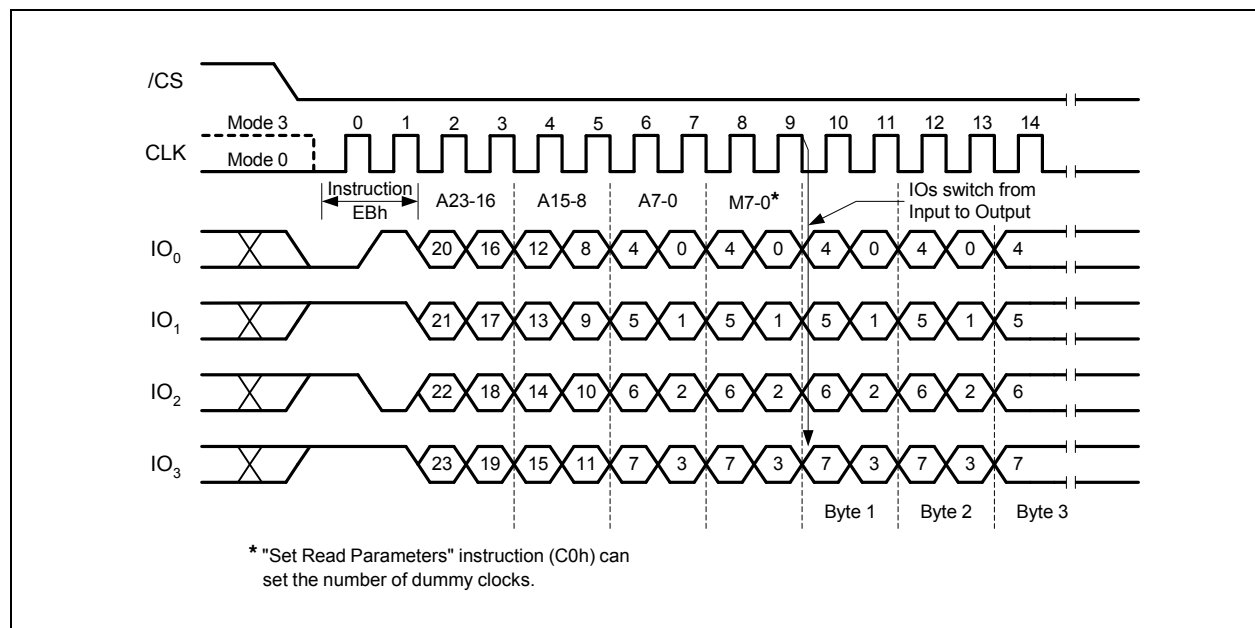 /CS
Mode 3
0 1 2 3 4 5 6 7 8 9 10 11 12 13 14
CLK
Mode 0
Instruction
EBh
A23-16 A15-8 A7-0 M7-0*
IOs switch from
Input to Output
IO0 20 16 12 8 4 0 4 0 4 0 4 0 4
IO1 21 17 13 9 5 1 5 1 5 1 5 1 5
IO2 22 18 14 10 6 2 6 2 6 2 6 2 6
IO3 23 19 15 11 7 3 7 3 7 3 7 3 7
Byte 1 Byte 2 Byte 3
* "Set Read Parameters" instruction (C0h) can
set the number of dummy clocks.